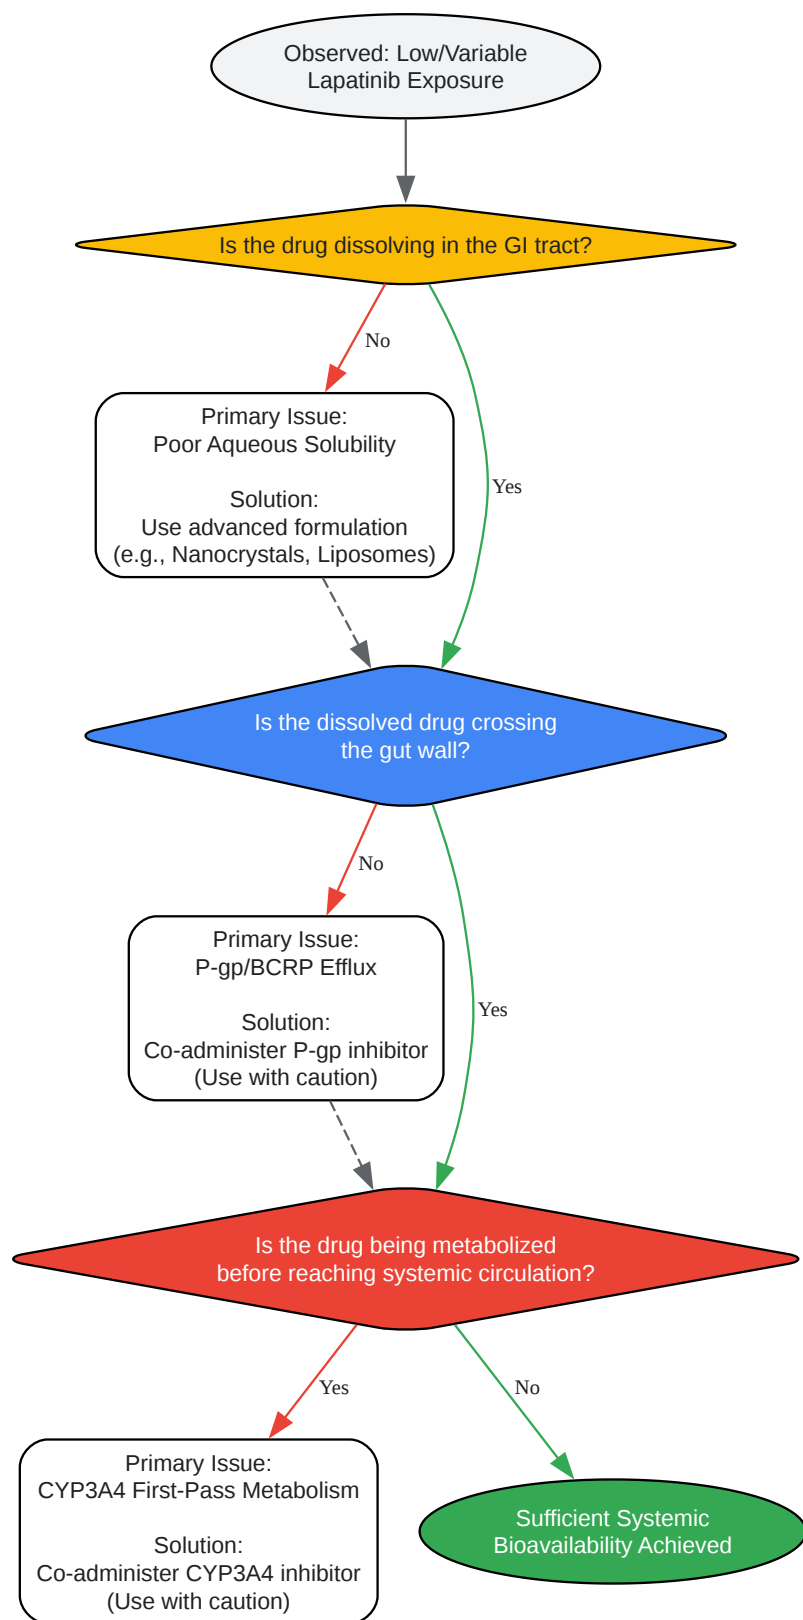 Observed: Low/Variable
Lapatinib Exposure
Is the drug dissolving in the GI tract?
No
Primary Issue:
Poor Aqueous Solubility
Solution:
Use advanced formulation
(e.g., Nanocrystals, Liposomes)
Yes
Is the dissolved drug crossing
the gut wall?
No
Primary Issue:
P-gp/BCRP Efflux
Solution:
Co-administer P-gp inhibitor
(Use with caution)
Yes
Is the drug being metabolized
before reaching systemic circulation?
Yes
No
Primary Issue:
CYP3A4 First-Pass Metabolism
Solution:
Co-administer CYP3A4 inhibitor
(Use with caution)
Sufficient Systemic
Bioavailability Achieved